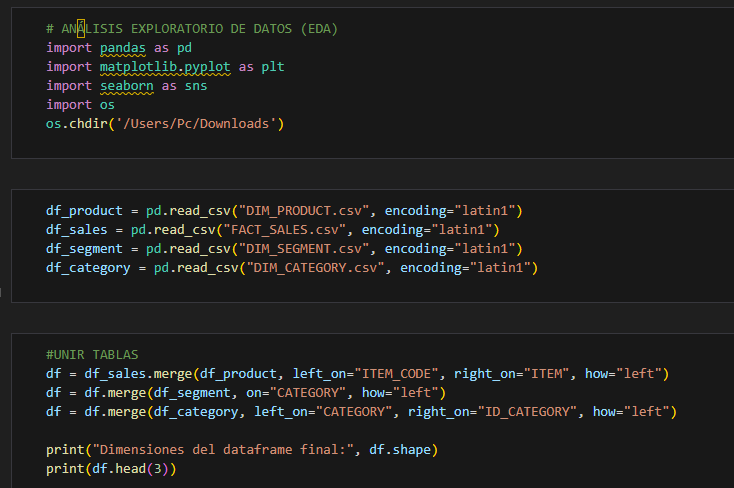 # ANÁLISIS EXPLORATORIO DE DATOS (EDA)
import pandas as pd
import matplotlib.pyplot as plt
import seaborn as sns
import os
os.chdir('/Users/Pc/Downloads')
df_product = pd.read_csv("DIM_PRODUCT.csv", encoding="latin1")
df_sales = pd.read_csv("FACT_SALES.csv", encoding="latin1")
df_segment = pd.read_csv("DIM_SEGMENT.csv", encoding="latin1")
df_category = pd.read_csv("DIM_CATEGORY.csv", encoding="latin1")
#UNIR TABLAS
df = df_sales.merge(df_product, left_on="ITEM_CODE", right_on="ITEM", how="left")
df = df.merge(df_segment, on="CATEGORY", how="left")
df = df.merge(df_category, left_on="CATEGORY", right_on="ID_CATEGORY", how="left")
print("Dimensiones del dataframe final:", df.shape)
print(df.head(3))